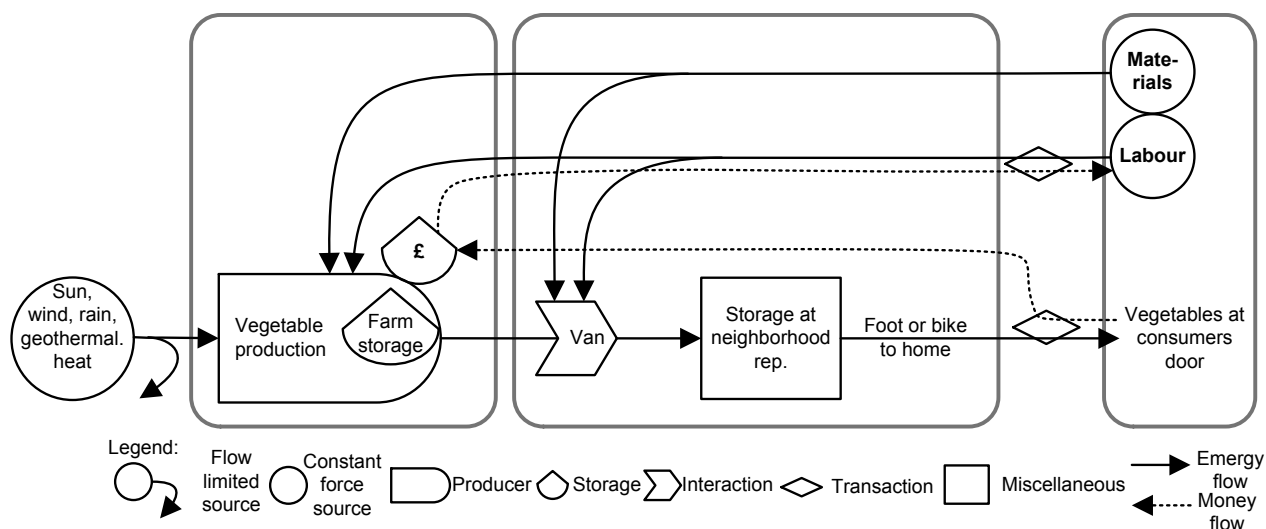 Mate-
rials
Labour
£
Sun,
wind, rain,
geothermal.
heat
Vegetable
production
Farm
storage
Van
Storage at
neighborhood
rep.
Foot or bike
to home
Vegetables at
consumers
door
Legend:
Flow
limited
source
Constant
force
source
Producer
Storage
Interaction
Transaction
Miscellaneous
Emergy
flow
Money
flow